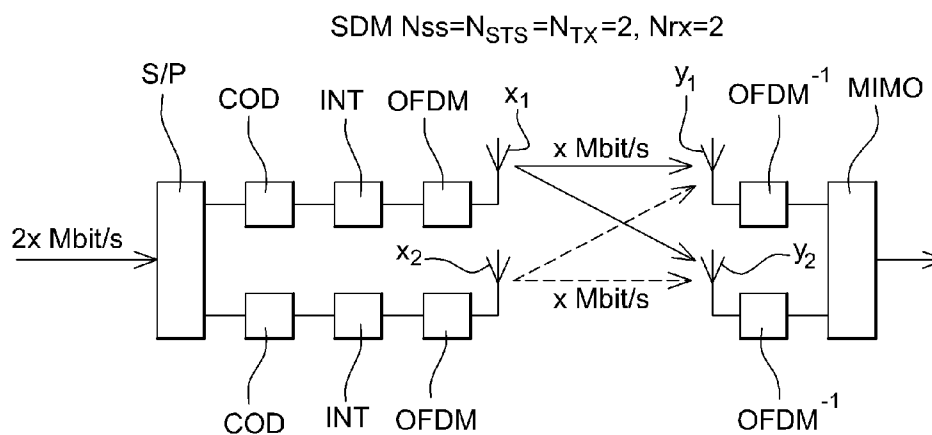 SDM Nss=N_STS=N_TX=2, Nrx=2
S/P
COD
INT
OFDM
x₁
y₁
OFDM⁻¹
MIMO
x Mbit/s
2x Mbit/s
x₂
y₂
x Mbit/s
COD
INT
OFDM
OFDM⁻¹